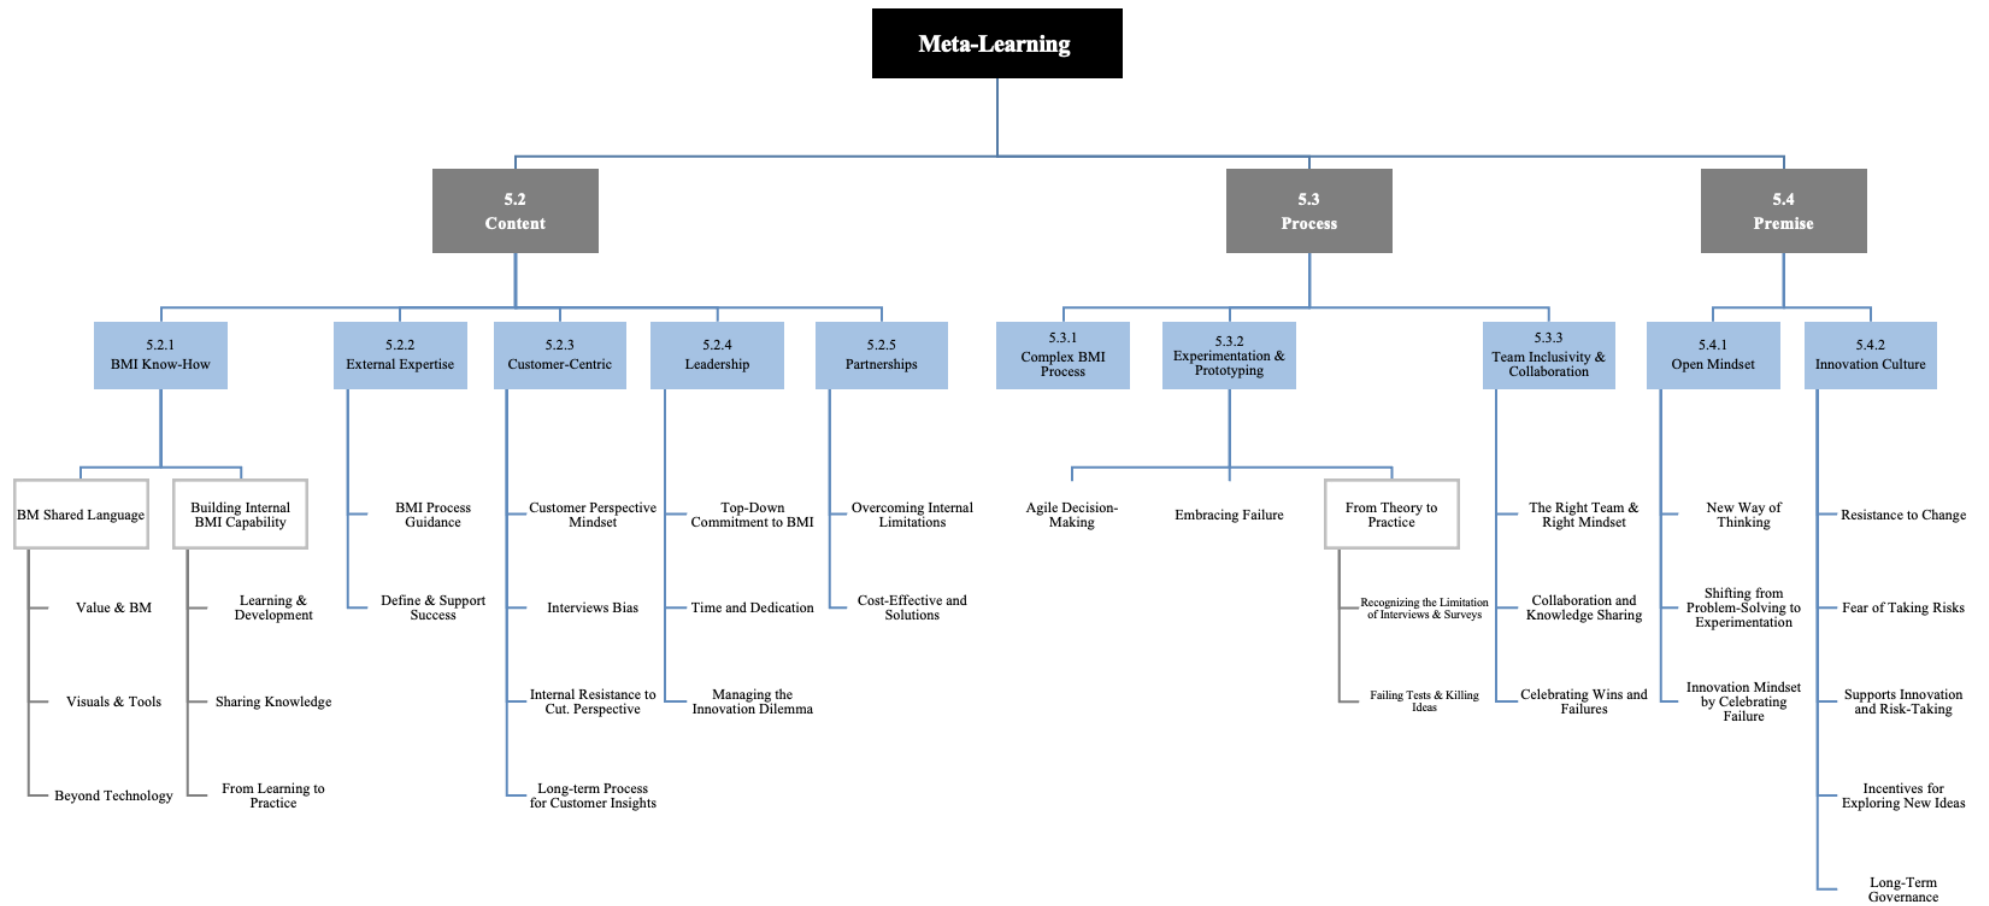 Meta-Learning
5.2
Content
5.3
Process
5.4
Premise
5.2.1
BMI Know-How
5.2.2
External Expertise
5.2.3
Customer-Centric
5.2.4
Leadership
5.2.5
Partnerships
5.3.1
Complex BMI
Process
5.3.2
Experimentation &
Prototyping
5.3.3
Team Inclusivity &
Collaboration
5.4.1
Open Mindset
5.4.2
Innovation Culture
BM Shared Language
Building Internal
BMI Capability
BMI Process
Guidance
Customer Perspective
Mindset
Top-Down
Commitment to BMI
Overcoming Internal
Limitations
Agile Decision-
Making
Embracing Failure
From Theory to
Practice
The Right Team &
Right Mindset
New Way of
Thinking
Resistance to Change
Value & BM
Learning &
Development
Define & Support
Success
Interviews Bias
Time and Dedication
Cost-Effective and
Solutions
Recognizing the Limitation
of Interviews & Surveys
Collaboration and
Knowledge Sharing
Shifting from
Problem-Solving to
Experimentation
Fear of Taking Risks
Visuals & Tools
Sharing Knowledge
Internal Resistance to
Cut. Perspective
Managing the
Innovation Dilemma
Failing Tests & Killing
Ideas
Celebrating Wins and
Failures
Innovation Mindset
by Celebrating
Failure
Supports Innovation
and Risk-Taking
Beyond Technology
From Learning to
Practice
Long-term Process
for Customer Insights
Incentives for
Exploring New Ideas
Long-Term
Governance